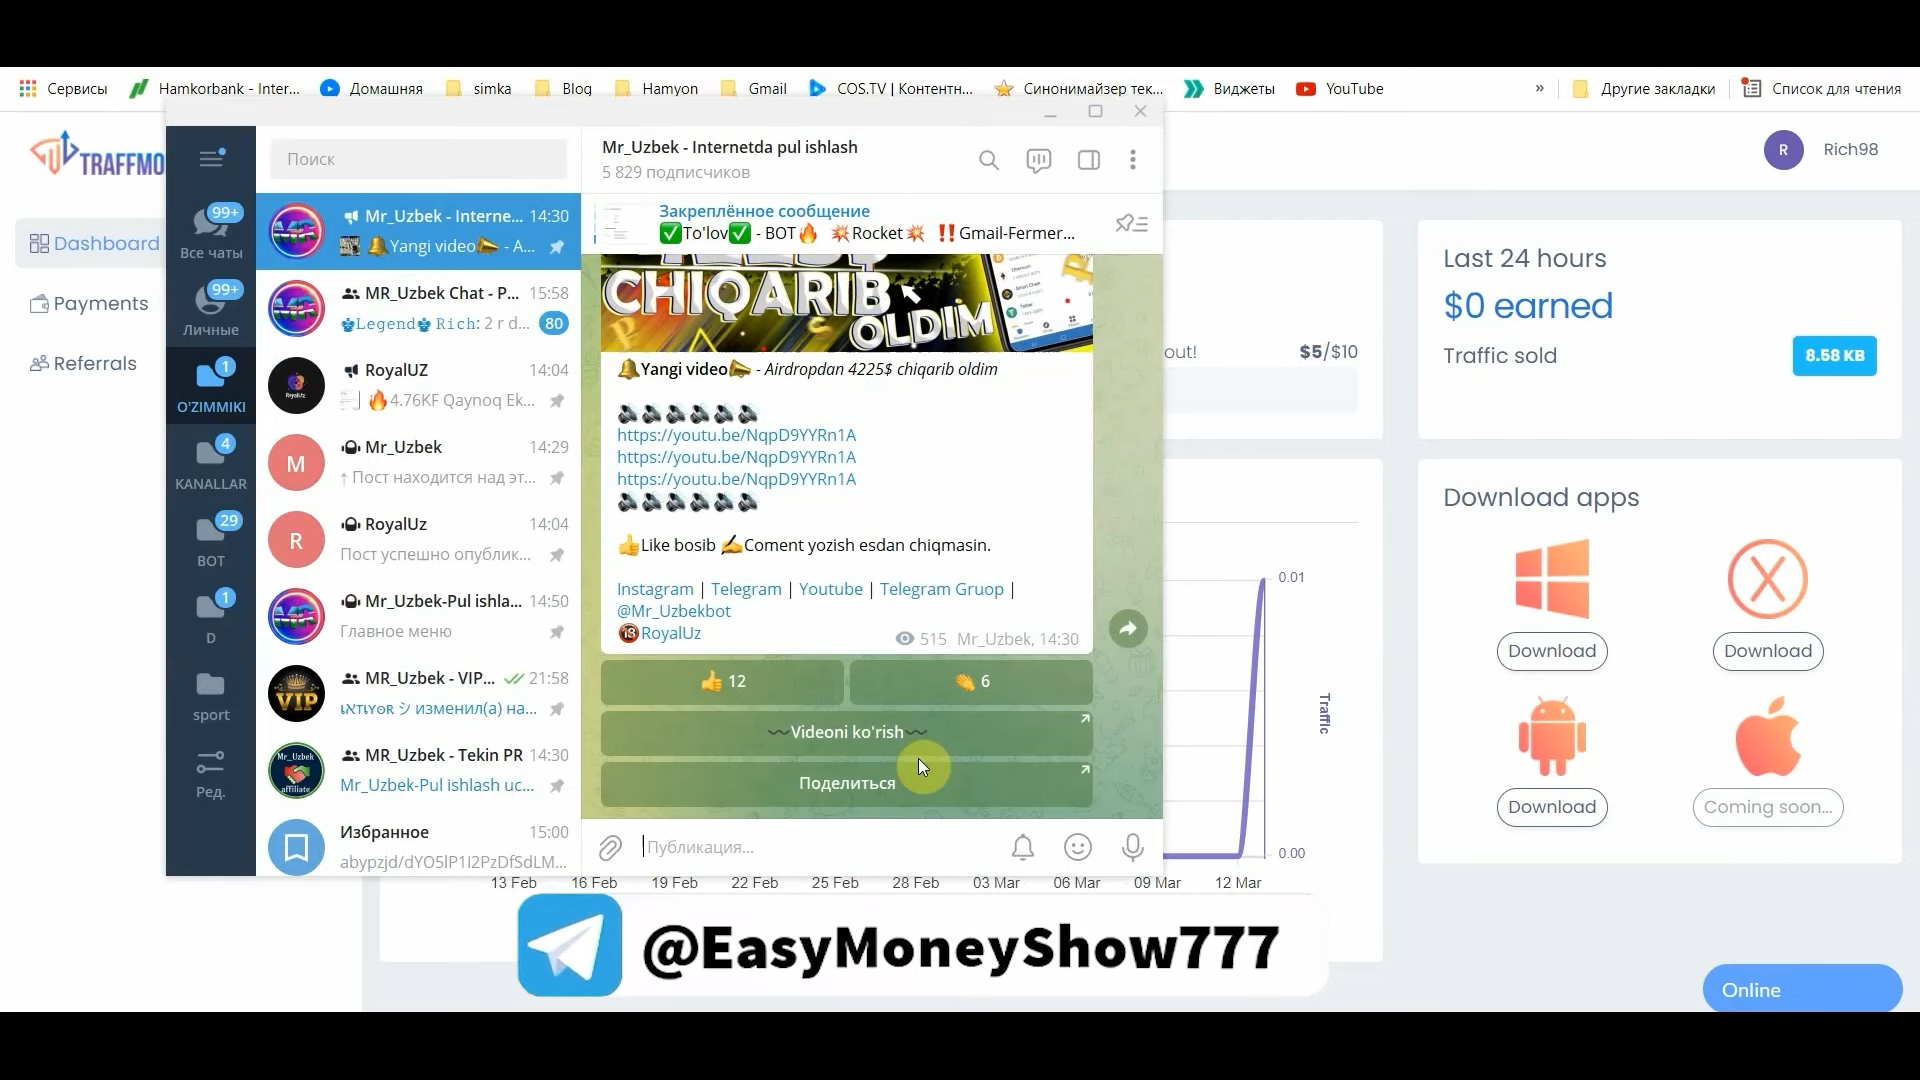 Сервисы
Hamkorbank - Inter...
Домашняя
simka
Blog
Hamyon
Gmail
COS.TV | Контентн...
Синонимайзер тек...
Виджеты
YouTube
»
Другие закладки
Список для чтения
TRAFFMO
R
Rich98
Dashboard
Payments
Referrals
99+
Все чаты
99+
Личные
1
O'ZIMMIKI
4
KANALLAR
29
BOT
1
D
sport
Ред.
Поиск
Mr_Uzbek - Interne... 14:30
🔔Yangi video📣 - A...
MR_Uzbek Chat - P... 15:58
Legend Rich: 2 r d... 80
RoyalUZ 14:04
🔥4.76KF Qaynoq Ek...
M
Mr_Uzbek 14:29
↑ Пост находится над эт...
R
RoyalUz 14:04
Пост успешно опублик...
Mr_Uzbek-Pul ishla... 14:50
Главное меню
VIP
MR_Uzbek - VIP... 21:58
изменил(а) на...
Mr_Uzbek
affiliate
MR_Uzbek - Tekin PR 14:30
Mr_Uzbek-Pul ishlash uc...
Избранное 15:00
abypzjd/dYO5lP1I2PzDfSdLM...
Mr_Uzbek - Internetda pul ishlash
5 829 подписчиков
Закреплённое сообщение
✅To'lov✅ - BOT🔥 💥Rocket💥 ‼️Gmail-Fermer...
CHIQARIB
OLDIM
🔔Yangi video📣 - Airdropdan 4225$ chiqarib oldim
🔊🔊🔊🔊🔊🔊
https://youtu.be/NqpD9YYRn1A
https://youtu.be/NqpD9YYRn1A
https://youtu.be/NqpD9YYRn1A
🔊🔊🔊🔊🔊🔊
👍Like bosib ✍️Coment yozish esdan chiqmasin.
Instagram | Telegram | Youtube | Telegram Gruop |
@Mr_Uzbekbot
🔞RoyalUz
515 Mr_Uzbek, 14:30
👍 12
👏 6
〰️Videoni ko'rish〰️
Поделиться
Публикация...
out! $5/$10
Last 24 hours
$0 earned
Traffic sold 8.58 KB
Download apps
Download
Download
Download
Coming soon...
0.01
Traffic
0.00
13 Feb 16 Feb 19 Feb 22 Feb 25 Feb 28 Feb 03 Mar 06 Mar 09 Mar 12 Mar
@EasyMoneyShow777
Online